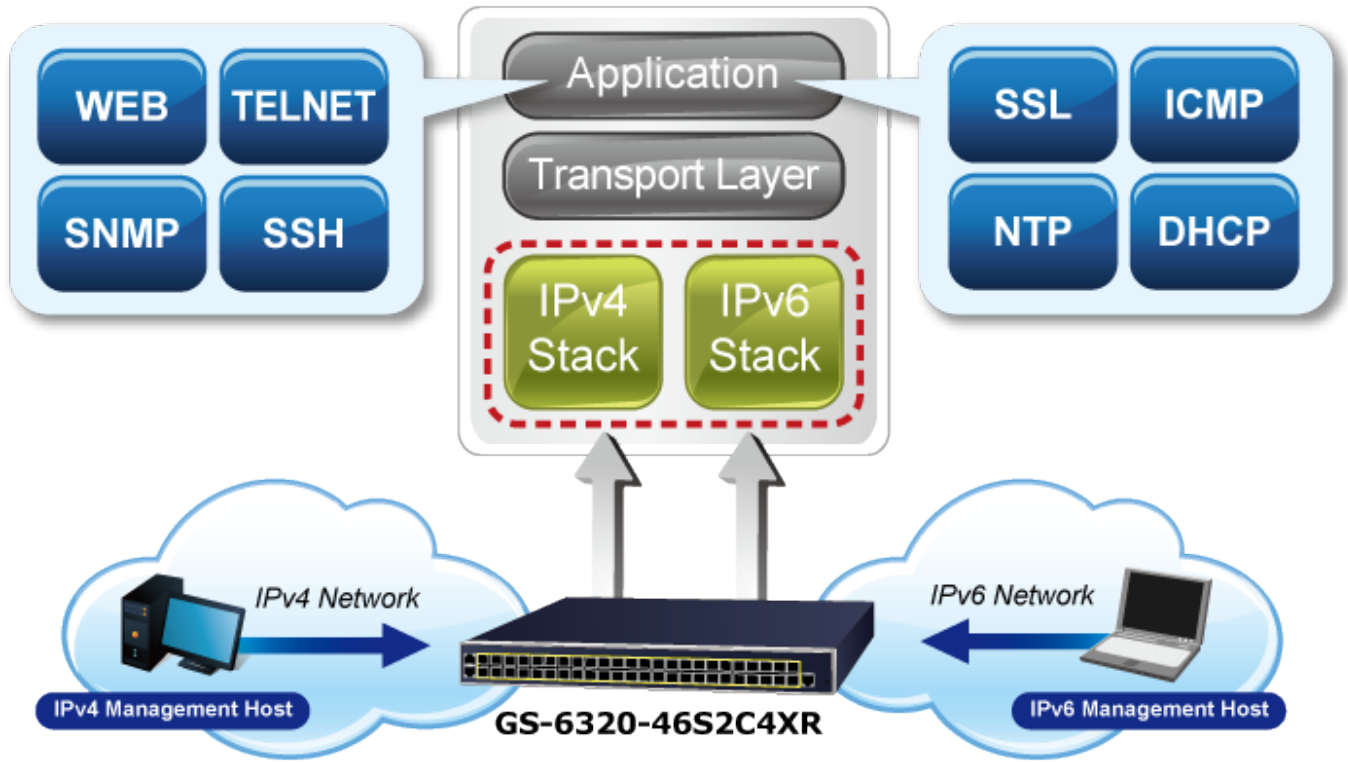 WEB
TELNET
SNMP
SSH
Application
Transport Layer
IPv4
Stack
IPv6
Stack
SSL
ICMP
NTP
DHCP
IPv4 Network
IPv6 Network
IPv4 Management Host
IPv6 Management Host
GS-6320-46S2C4XR